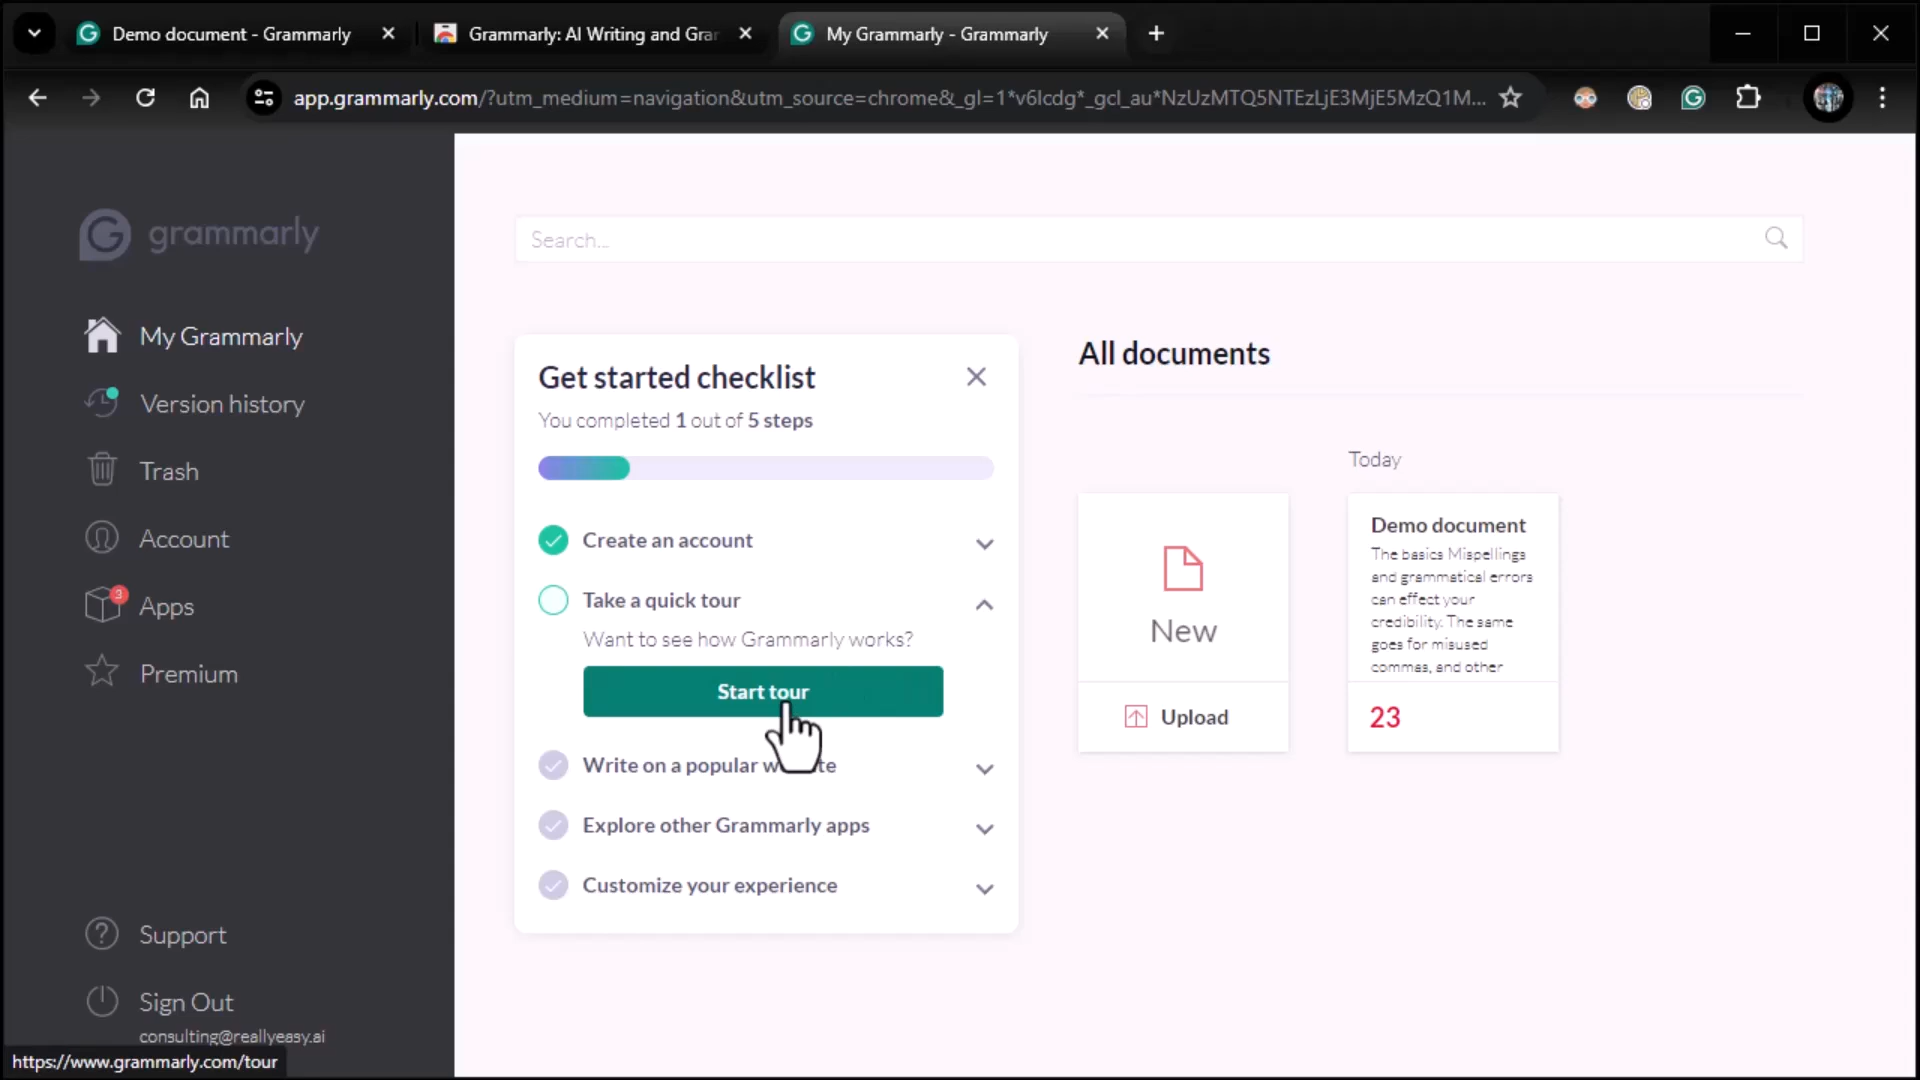 Demo document - Grammarly
Grammarly: AI Writing and Gra
My Grammarly - Grammarly
app.grammarly.com/?utm_medium=navigation&utm_source=chrome&_gl=1*v6lcdg*_gcl_au*NzUzMTQ5NTEzLjE3MjE5MzQ1M...
grammarly
Search...
My Grammarly
Version history
Trash
Account
3
Apps
Premium
Support
Sign Out
consulting@reallyeasy.ai
https://www.grammarly.com/tour
Get started checklist
You completed 1 out of 5 steps
Create an account
Take a quick tour
Want to see how Grammarly works?
Start tour
Write on a popular
Explore other Grammarly apps
Customize your experience
All documents
Today
New
Upload
Demo document
The basics Mispellings
and grammatical errors
can effect your
credibility. The same
goes for misused
commas, and other
23